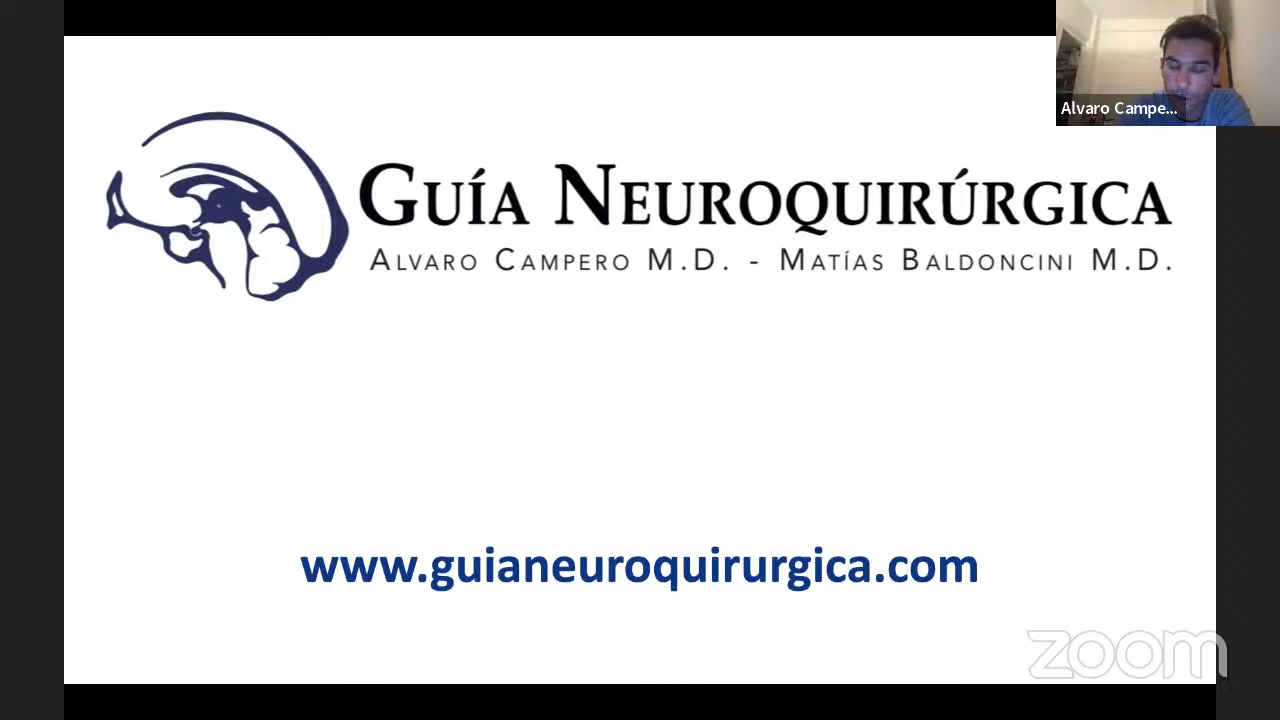 Alvaro Campe...
GUÍA NEUROQUIRÚRGICA
ALVARO CAMPERO M.D. - MATÍAS BALDONCINI M.D.
www.guianeuroquirurgica.com
zoom